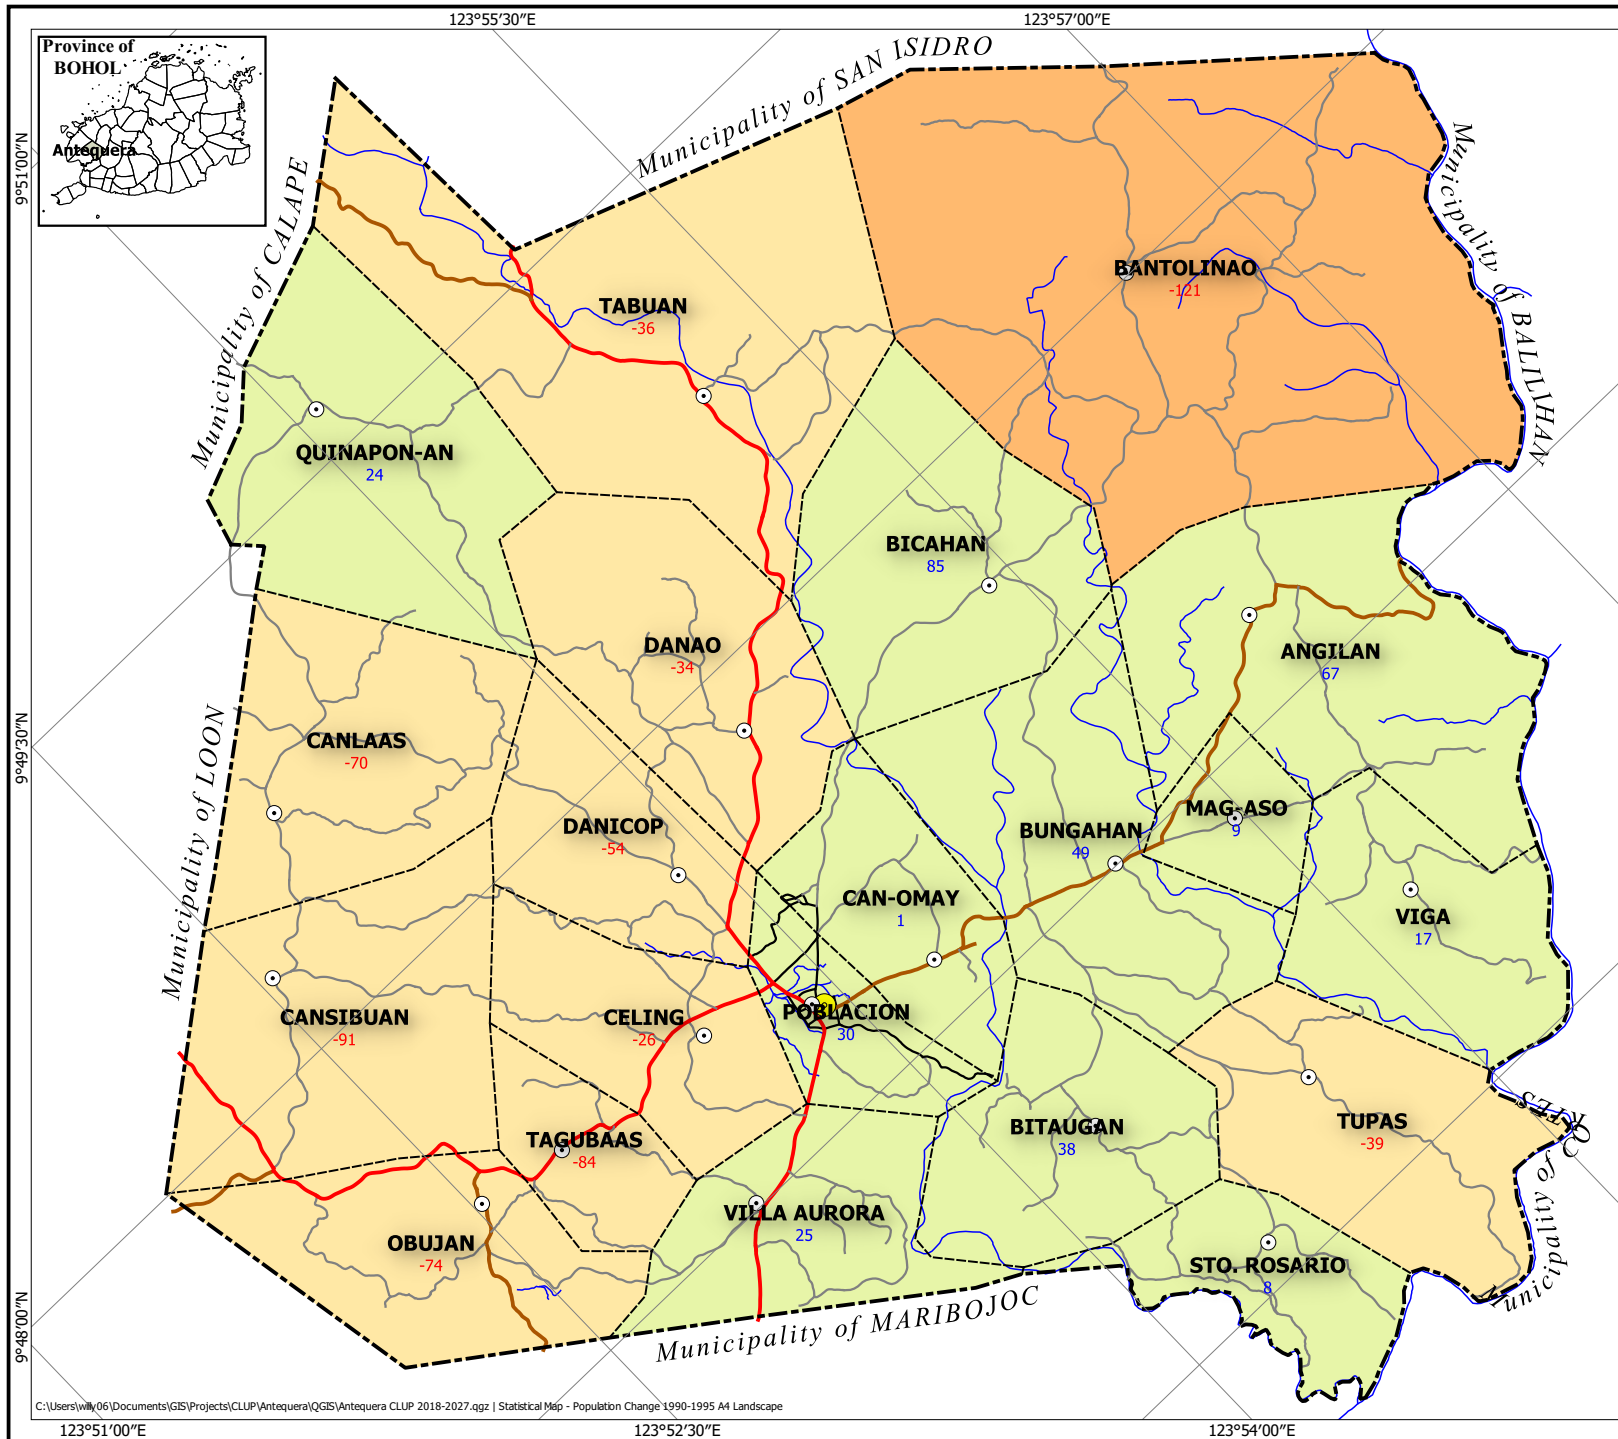 123°55'30"E
123°57'00"E
Province of
BOHOL
Antequera
9°51'00"N
9°49'30"N
9°48'00"N
Municipality of SAN ISIDRO
Municipality of CALAPE
Municipality of BALILIHAN
Municipality of LOON
Municipality of CORTES
Municipality of MARIBOJOC
BANTOLINAO
-121
TABUAN
-36
QUINAPON-AN
24
BICAHAN
85
DANAO
-34
ANGILAN
67
CANLAAS
-70
MAG-ASO
9
DANICOP
-54
BUNGAHAN
49
CAN-OMAY
1
VIGA
17
CANSIBUAN
-91
CELING
-26
POBLACION
30
TUPAS
-39
BITAUGAN
38
TAGUBAAS
-84
VILLA AURORA
25
OBUJAN
-74
STO. ROSARIO
8
C:\Users\willy06\Documents\GIS\Projects\CLUP\Antequera\QGIS\Antequera CLUP 2018-2027.qgz | Statistical Map - Population Change 1990-1995 A4 Landscape
123°51'00"E
123°52'30"E
123°54'00"E